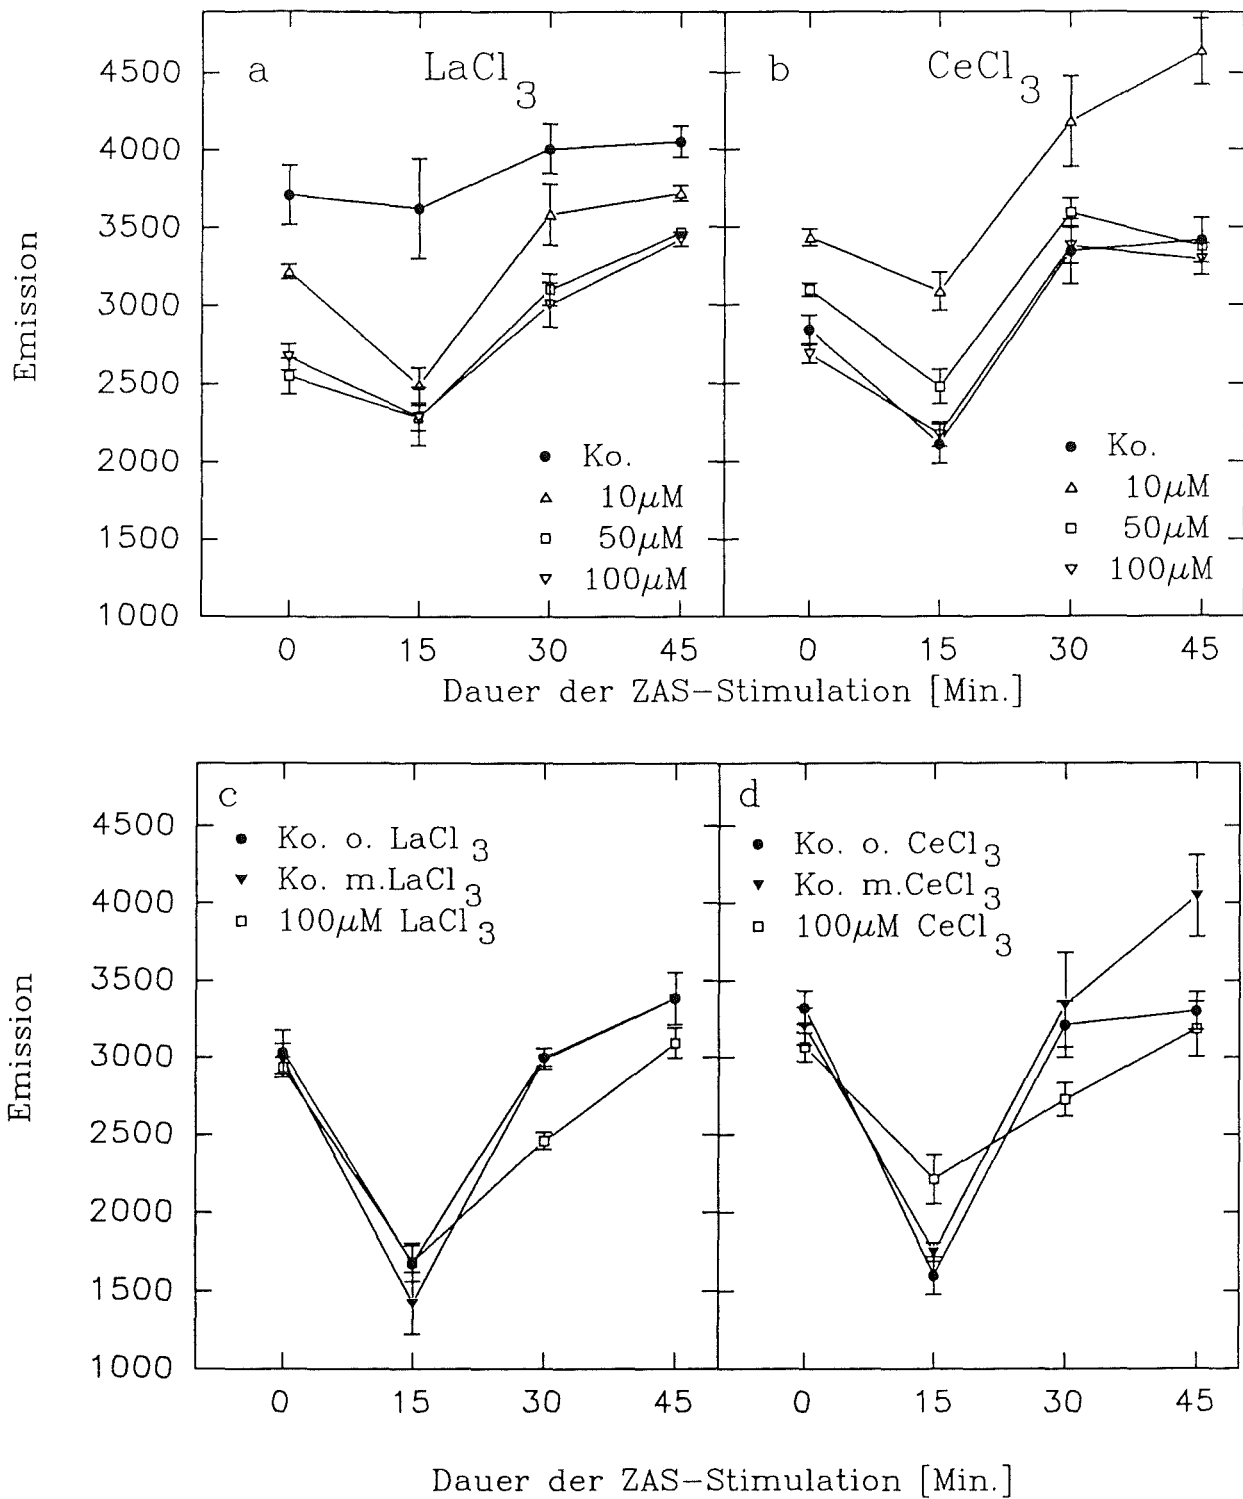 a LaCl3
b CeCl3
Emission
4500
4000
3500
3000
2500
2000
1500
1000
Ko.
10µM
50µM
100µM
Ko.
10µM
50µM
100µM
0 15 30 45
0 15 30 45
Dauer der ZAS-Stimulation [Min.]
c
Ko. o. LaCl3
Ko. m.LaCl3
100µM LaCl3
d
Ko. o. CeCl3
Ko. m.CeCl3
100µM CeCl3
Emission
4500
4000
3500
3000
2500
2000
1500
1000
0 15 30 45
0 15 30 45
Dauer der ZAS-Stimulation [Min.]